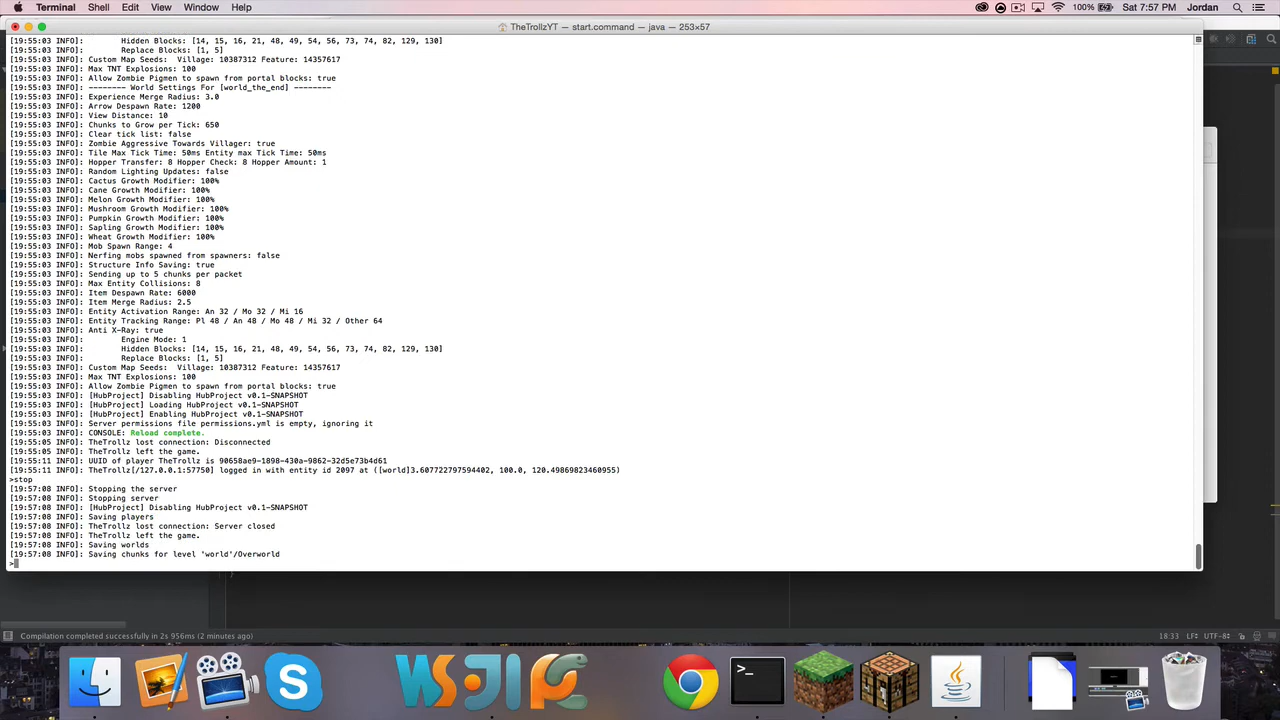 Terminal Shell Edit View Window Help 100% Sat 7:57 PM Jordan
TheTrollzYT — start.command — java — 253×57
[19:55:03 INFO]: Hidden Blocks: [14, 15, 16, 21, 48, 49, 54, 56, 73, 74, 82, 129, 130]
[19:55:03 INFO]: Replace Blocks: [1, 5]
[19:55:03 INFO]: Custom Map Seeds: Village: 10387312 Feature: 14357617
[19:55:03 INFO]: Max TNT Explosions: 100
[19:55:03 INFO]: Allow Zombie Pigmen to spawn from portal blocks: true
[19:55:03 INFO]: -------- World Settings For [world_the_end] --------
[19:55:03 INFO]: Experience Merge Radius: 3.0
[19:55:03 INFO]: Arrow Despawn Rate: 1200
[19:55:03 INFO]: View Distance: 10
[19:55:03 INFO]: Chunks to Grow per Tick: 650
[19:55:03 INFO]: Clear tick list: false
[19:55:03 INFO]: Zombie Aggressive Towards Villager: true
[19:55:03 INFO]: Tile Max Tick Time: 50ms Entity max Tick Time: 50ms
[19:55:03 INFO]: Hopper Transfer: 8 Hopper Check: 8 Hopper Amount: 1
[19:55:03 INFO]: Random Lighting Updates: false
[19:55:03 INFO]: Cactus Growth Modifier: 100%
[19:55:03 INFO]: Cane Growth Modifier: 100%
[19:55:03 INFO]: Melon Growth Modifier: 100%
[19:55:03 INFO]: Mushroom Growth Modifier: 100%
[19:55:03 INFO]: Pumpkin Growth Modifier: 100%
[19:55:03 INFO]: Sapling Growth Modifier: 100%
[19:55:03 INFO]: Wheat Growth Modifier: 100%
[19:55:03 INFO]: Mob Spawn Range: 4
[19:55:03 INFO]: Nerfing mobs spawned from spawners: false
[19:55:03 INFO]: Structure Info Saving: true
[19:55:03 INFO]: Sending up to 5 chunks per packet
[19:55:03 INFO]: Max Entity Collisions: 8
[19:55:03 INFO]: Item Despawn Rate: 6000
[19:55:03 INFO]: Item Merge Radius: 2.5
[19:55:03 INFO]: Entity Activation Range: An 32 / Mo 32 / Mi 16
[19:55:03 INFO]: Entity Tracking Range: Pl 48 / An 48 / Mo 48 / Mi 32 / Other 64
[19:55:03 INFO]: Anti X-Ray: true
[19:55:03 INFO]: Engine Mode: 1
[19:55:03 INFO]: Hidden Blocks: [14, 15, 16, 21, 48, 49, 54, 56, 73, 74, 82, 129, 130]
[19:55:03 INFO]: Replace Blocks: [1, 5]
[19:55:03 INFO]: Custom Map Seeds: Village: 10387312 Feature: 14357617
[19:55:03 INFO]: Max TNT Explosions: 100
[19:55:03 INFO]: Allow Zombie Pigmen to spawn from portal blocks: true
[19:55:03 INFO]: [HubProject] Disabling HubProject v0.1-SNAPSHOT
[19:55:03 INFO]: [HubProject] Loading HubProject v0.1-SNAPSHOT
[19:55:03 INFO]: [HubProject] Enabling HubProject v0.1-SNAPSHOT
[19:55:03 INFO]: Server permissions file permissions.yml is empty, ignoring it
[19:55:03 INFO]: CONSOLE: Reload complete.
[19:55:05 INFO]: TheTrollz lost connection: Disconnected
[19:55:05 INFO]: TheTrollz left the game.
[19:55:11 INFO]: UUID of player TheTrollz is 90658ae9-1898-430a-9862-32d5e73b4d61
[19:55:11 INFO]: TheTrollz[/127.0.0.1:57750] logged in with entity id 2097 at ([world]3.607722797594402, 100.0, 120.49869823460955)
>stop
[19:57:08 INFO]: Stopping the server
[19:57:08 INFO]: Stopping server
[19:57:08 INFO]: [HubProject] Disabling HubProject v0.1-SNAPSHOT
[19:57:08 INFO]: Saving players
[19:57:08 INFO]: TheTrollz lost connection: Server closed
[19:57:08 INFO]: TheTrollz left the game.
[19:57:08 INFO]: Saving worlds
[19:57:08 INFO]: Saving chunks for level 'world'/Overworld
>
Compilation completed successfully in 2s 956ms (2 minutes ago) 18:33 LF÷ UTF-8÷